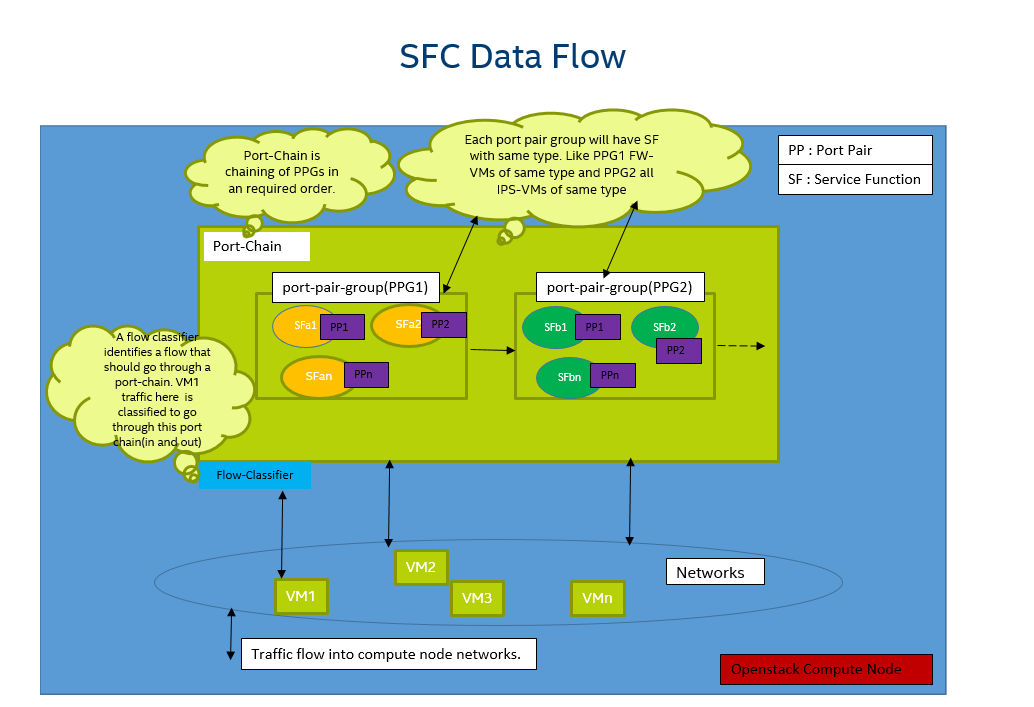 SFC Data Flow
Port-Chain is
chaining of PPGs in
an required order.
Each port pair group will have SF
with same type. Like PPG1 FW-
VMs of same type and PPG2 all
IPS-VMs of same type
PP : Port Pair
SF : Service Function
Port-Chain
port-pair-group(PPG1)
port-pair-group(PPG2)
SFa1
PP1
SFa2
PP2
SFan
PPn
SFb1
PP1
SFb2
PP2
SFbn
PPn
A flow classifier
identifies a flow that
should go through a
port-chain. VM1
traffic here is
classified to go
through this port
chain(in and out)
Flow-Classifier
VM1
VM2
VM3
VMn
Networks
Traffic flow into compute node networks.
Openstack Compute Node